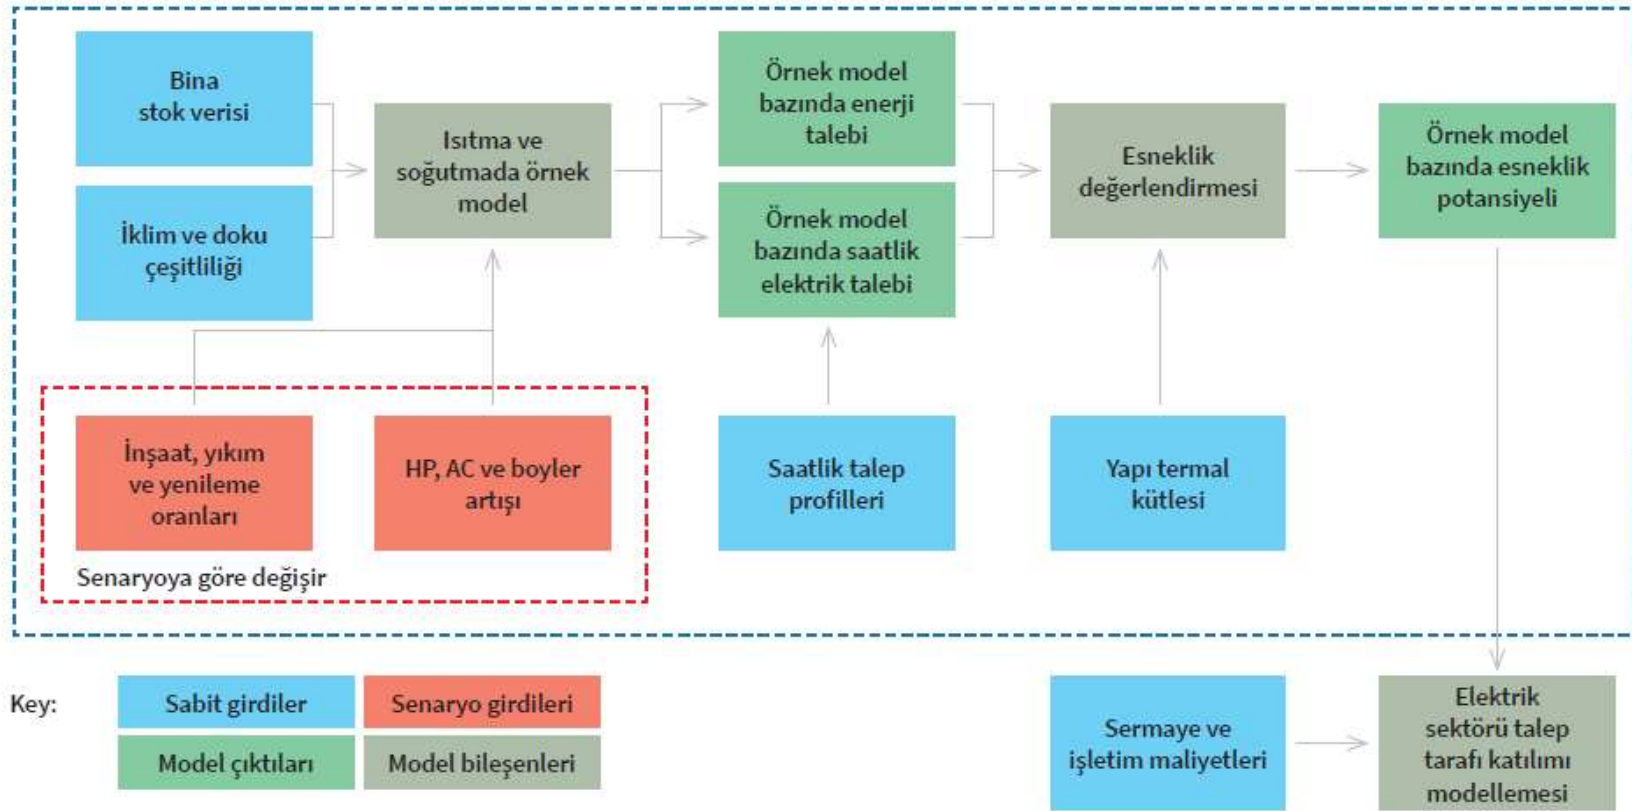 Bina
stok verisi
İklim ve doku
çeşitliliği
Isıtma ve
soğutmada örnek
model
Örnek model
bazında enerji
talebi
Örnek model
bazında saatlik
elektrik talebi
Esneklik
değerlendirmesi
Örnek model
bazında esneklik
potansiyeli
İnşaat, yıkım
ve yenileme
oranları
HP, AC ve boyler
artışı
Senaryoya göre değişir
Saatlik talep
profilleri
Yapı termal
kütlesi
Key:
Sabit girdiler
Senaryo girdileri
Model çıktıları
Model bileşenleri
Sermaye ve
işletim maliyetleri
Elektrik
sektörü talep
tarafı katılımı
modellemesi